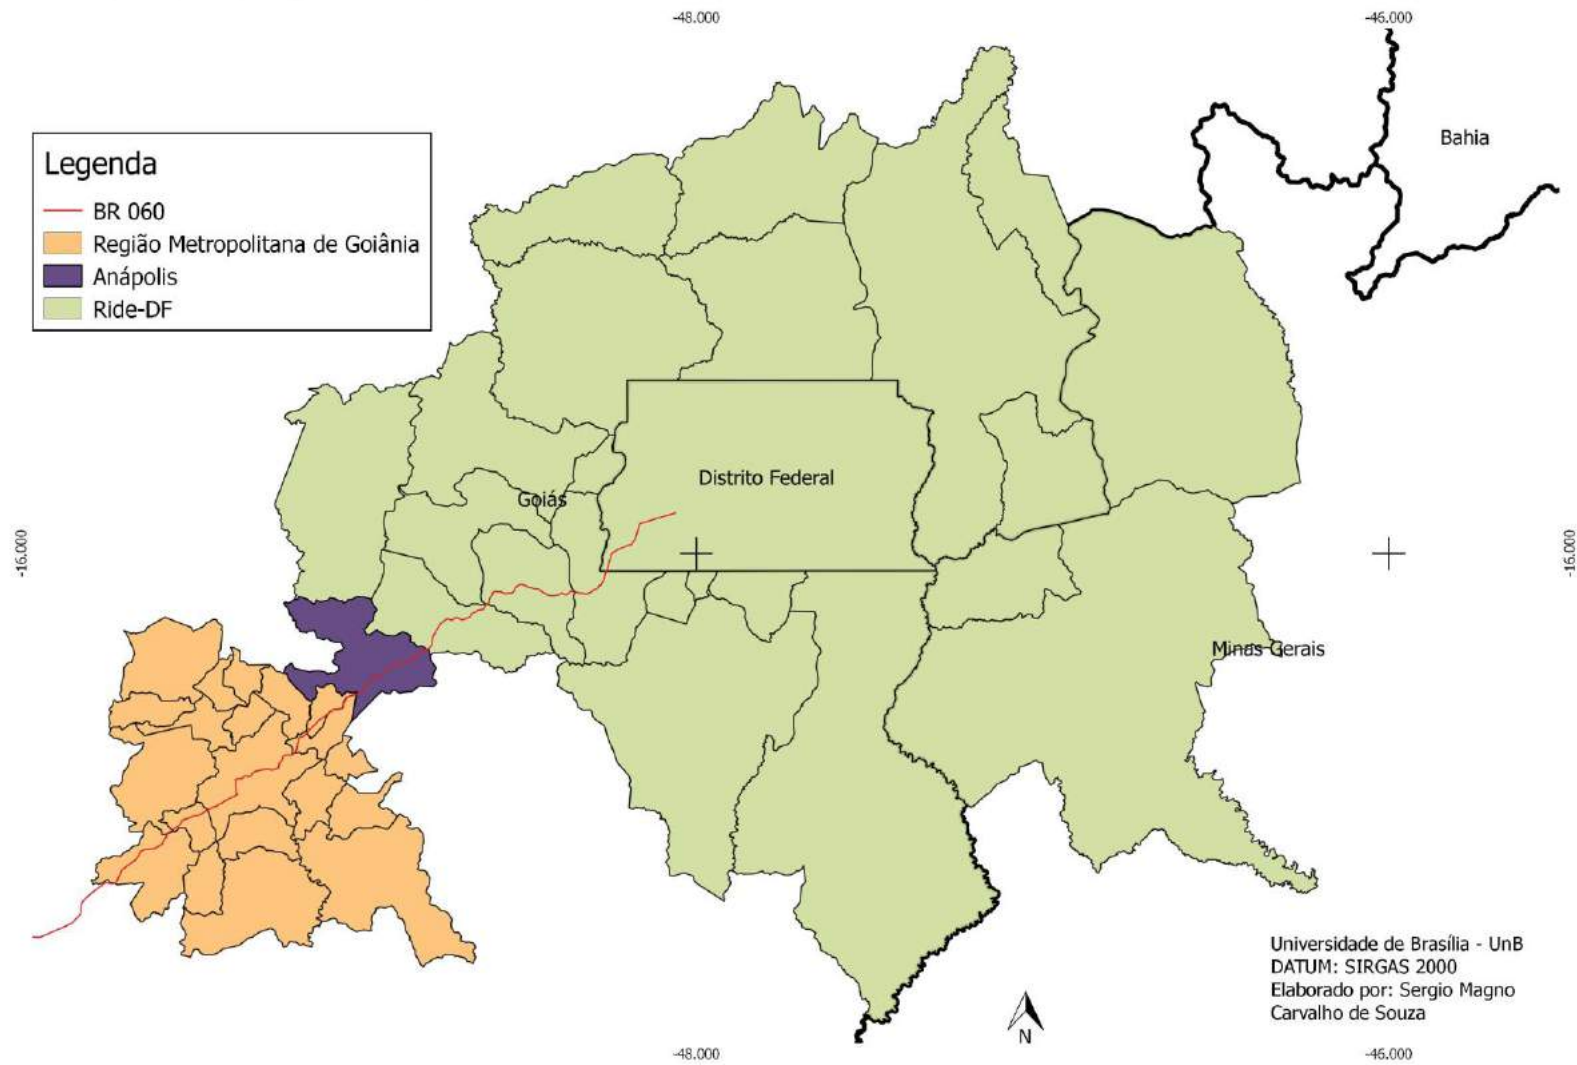 -48.000
-46.000
Bahia
Legenda
BR 060
Região Metropolitana de Goiânia
Anápolis
Ride-DF
Distrito Federal
Goiás
-16.000
-16.000
Minas Gerais
Universidade de Brasília - UnB
DATUM: SIRGAS 2000
Elaborado por: Sergio Magno
Carvalho de Souza
N
-48.000
-46.000